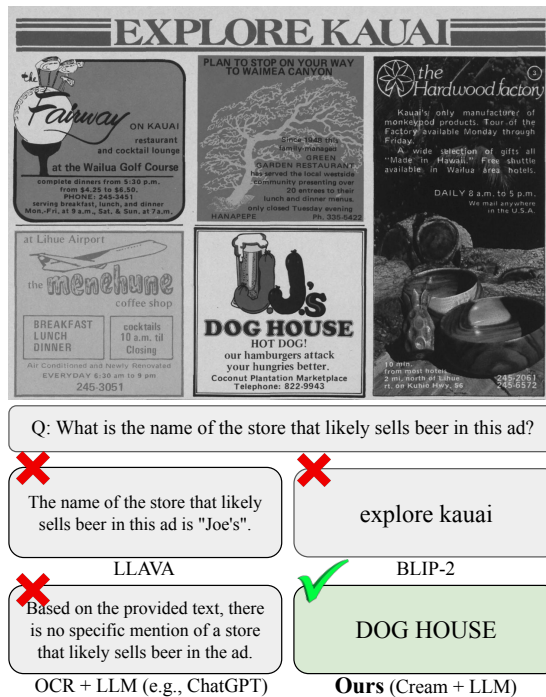 EXPLORE KAUAI
the
Fairway
ON KAUAI
restaurant
and cocktail lounge
at the Wailua Golf Course
complete dinners from 5:30 p.m.
from $4.25 to $8.50.
PHONE: 245-3451
serving breakfast, lunch, and dinner
Mon.-Fri. at 9 a.m., Sat. & Sun. at 7 a.m.
PLAN TO STOP ON YOUR WAY
TO WAIMEA CANYON
Since 1948 this
family-managed
GREEN
GARDEN RESTAURANT
has served the local westside
community presenting over
20 entrees to their
lunch and dinner menus.
only closed Tuesday evening
HANAPEPE Ph. 335-5422
the
Hardwood factory
Kauai's only manufacturer of
monkeypod products. Tour of the
Factory available Monday through
Friday.
A wide selection of gifts all
"Made in Hawaii." Free shuttle
available in Wailua area hotels.
DAILY 8 a.m. to 5 p.m.
We mail anywhere
in the U.S.A.
10 min.
from most hotels
2 mi. north of Lihue
rt. on Kuhio Hwy. 56
245-2061
245-6572
at Lihue Airport
the menehune
coffee shop
BREAKFAST
LUNCH
DINNER
cocktails
10 a.m. til
Closing
Air Conditioned and Newly Renovated
EVERYDAY 6:30 am to 9 pm
245-3051
U.J.'s
DOG HOUSE
HOT DOG!
our hamburgers attack
your hungries better.
Coconut Plantation Marketplace
Telephone: 822-9943
Q: What is the name of the store that likely sells beer in this ad?
The name of the store that likely
sells beer in this ad is "Joe's".
LLAVA
explore kauai
BLIP-2
Based on the provided text, there
is no specific mention of a store
that likely sells beer in the ad.
OCR + LLM (e.g., ChatGPT)
DOG HOUSE
Ours (Cream + LLM)